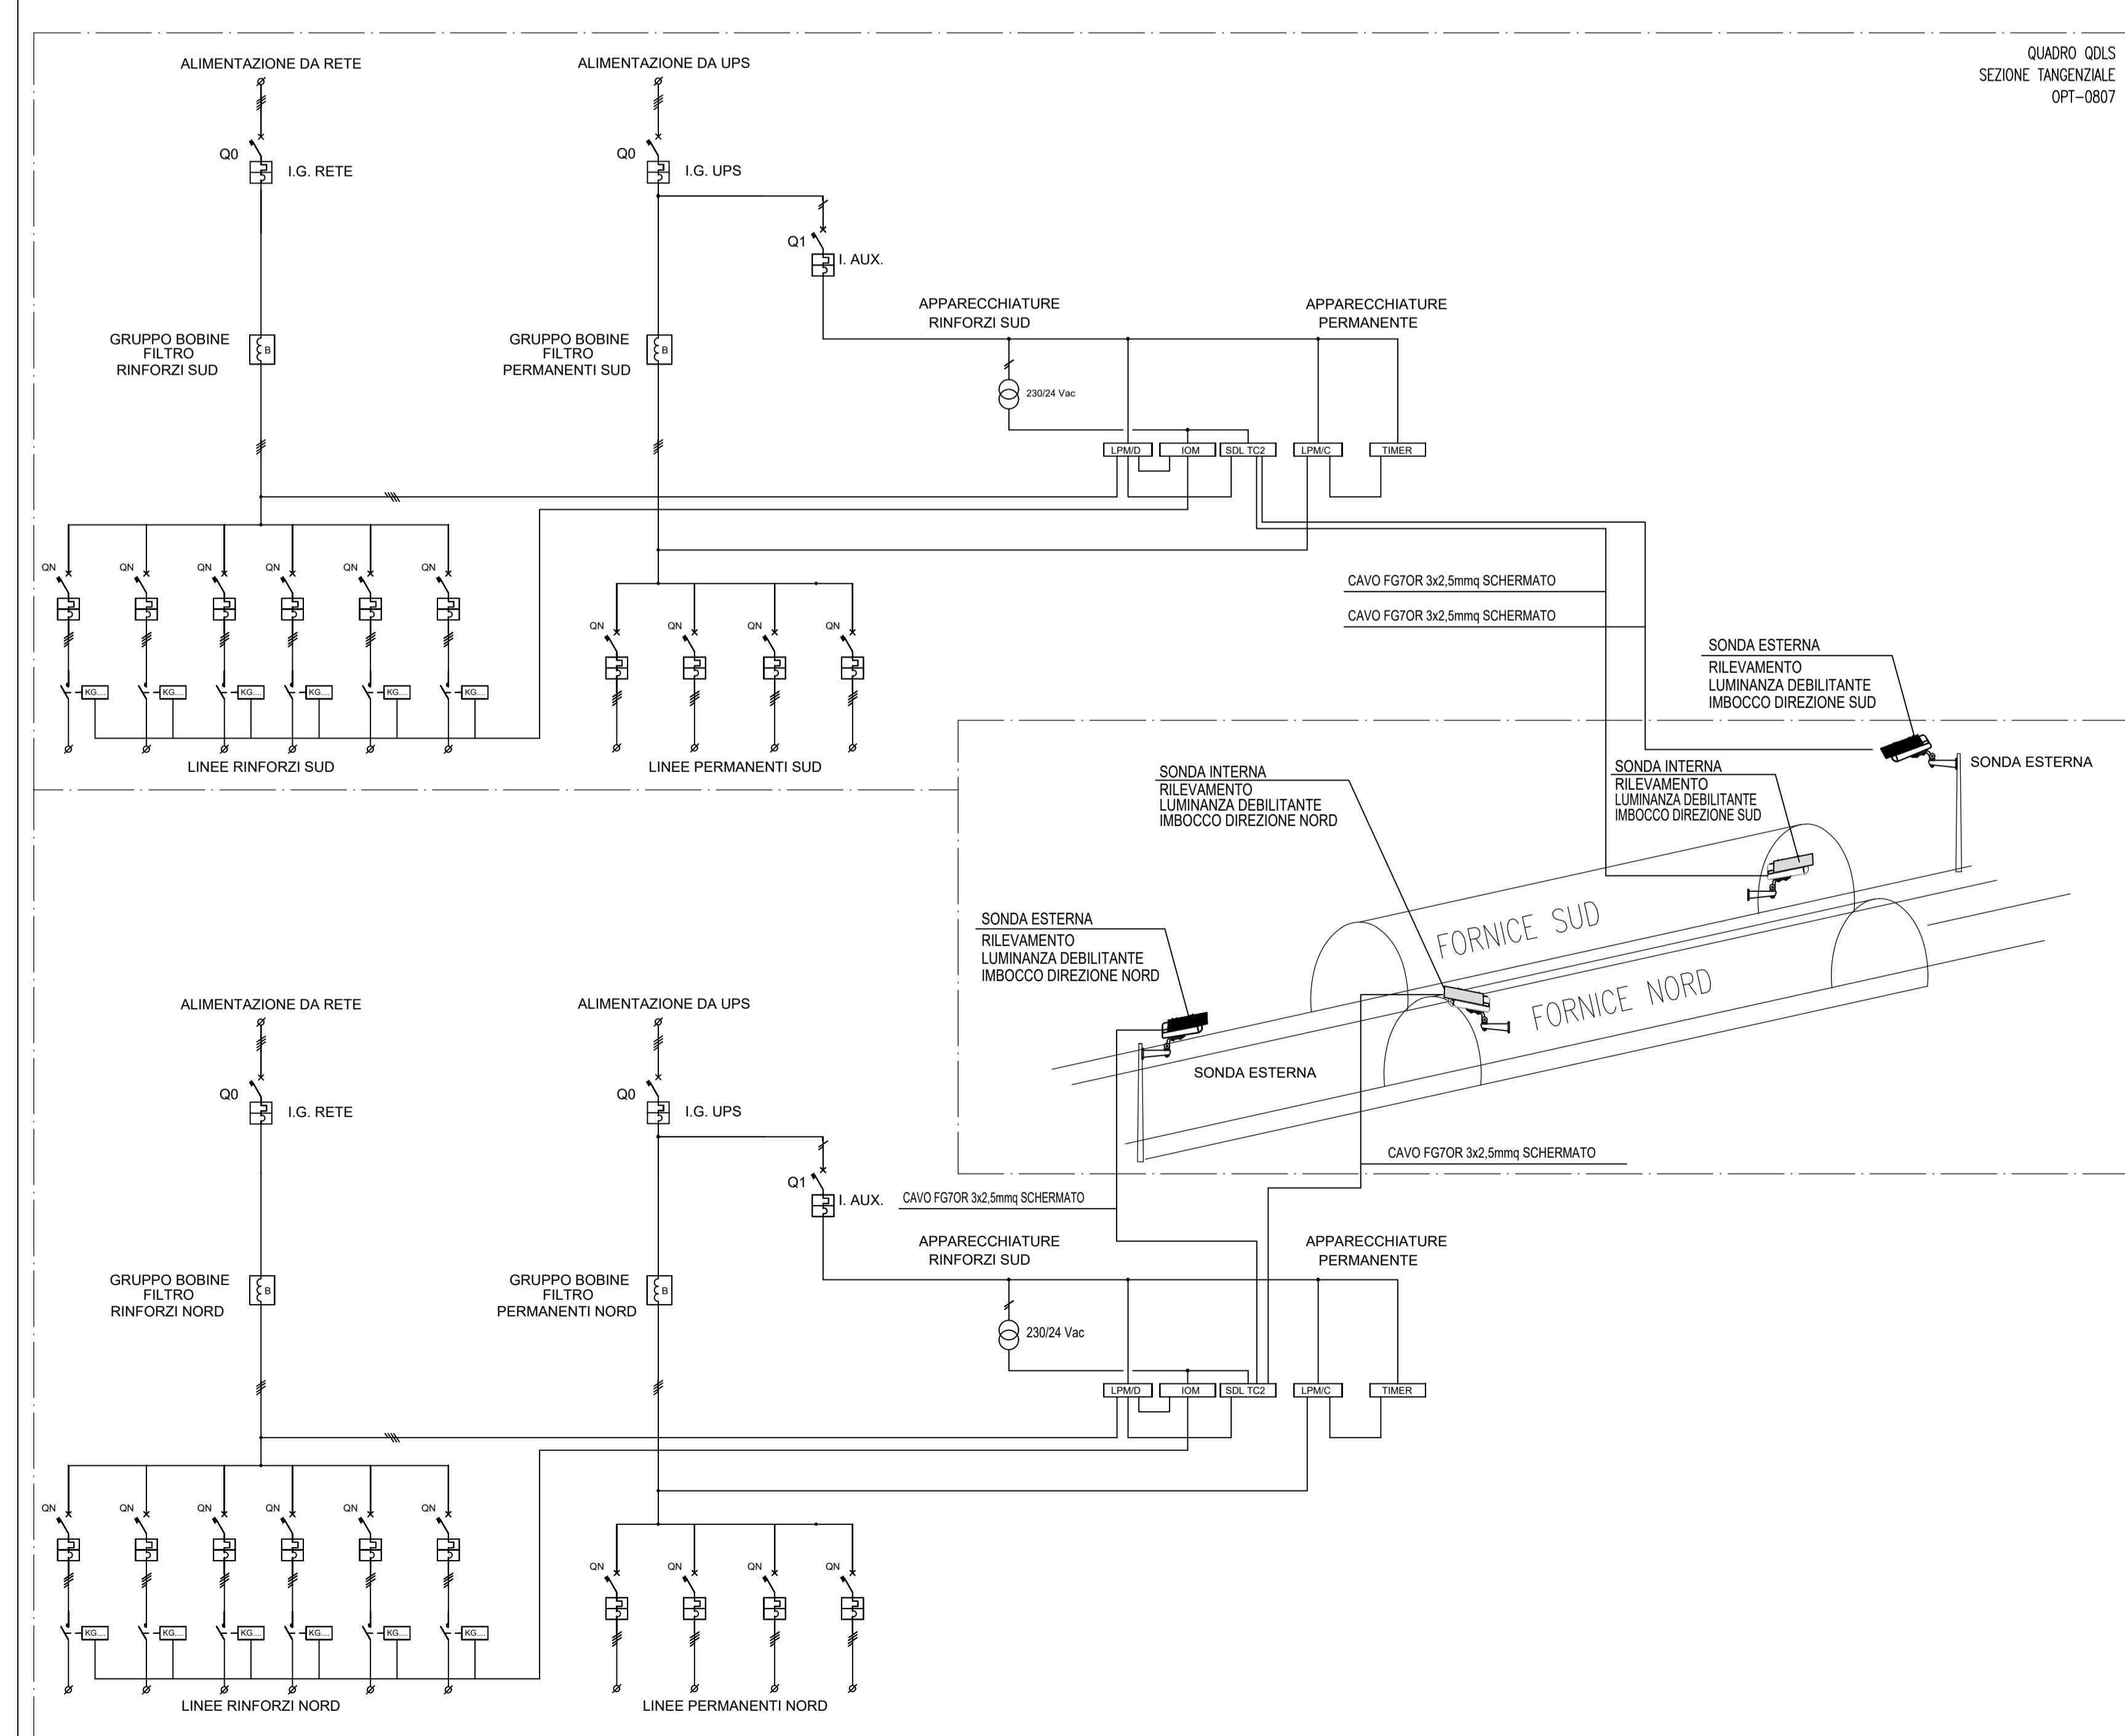 QUADRO QDLS
SEZIONE TANGENZIALE
OPT-0807
ALIMENTAZIONE DA RETE
ALIMENTAZIONE DA UPS
Q0
I.G. RETE
Q0
I.G. UPS
Q1
I. AUX.
GRUPPO BOBINE
FILTRO
RINFORZI SUD
GRUPPO BOBINE
FILTRO
PERMANENTI SUD
B
B
APPARECCHIATURE
RINFORZI SUD
APPARECCHIATURE
PERMANENTE
230/24 Vac
LPM/D
IOM
SDL TC2
LPM/C
TIMER
QN
QN
QN
QN
QN
QN
KG....
KG....
KG....
KG....
KG....
KG....
LINEE RINFORZI SUD
QN
QN
QN
QN
LINEE PERMANENTI SUD
CAVO FG7OR 3x2,5mmq SCHERMATO
CAVO FG7OR 3x2,5mmq SCHERMATO
SONDA ESTERNA
RILEVAMENTO
LUMINANZA DEBILITANTE
IMBOCCO DIREZIONE SUD
SONDA ESTERNA
SONDA INTERNA
RILEVAMENTO
LUMINANZA DEBILITANTE
IMBOCCO DIREZIONE NORD
SONDA INTERNA
RILEVAMENTO
LUMINANZA DEBILITANTE
IMBOCCO DIREZIONE SUD
SONDA ESTERNA
RILEVAMENTO
LUMINANZA DEBILITANTE
IMBOCCO DIREZIONE NORD
FORNICE SUD
FORNICE NORD
SONDA ESTERNA
CAVO FG7OR 3x2,5mmq SCHERMATO
ALIMENTAZIONE DA RETE
ALIMENTAZIONE DA UPS
Q0
I.G. RETE
Q0
I.G. UPS
Q1
I. AUX.
CAVO FG7OR 3x2,5mmq SCHERMATO
GRUPPO BOBINE
FILTRO
RINFORZI NORD
GRUPPO BOBINE
FILTRO
PERMANENTI NORD
B
B
APPARECCHIATURE
RINFORZI SUD
APPARECCHIATURE
PERMANENTE
230/24 Vac
LPM/D
IOM
SDL TC2
LPM/C
TIMER
QN
QN
QN
QN
QN
QN
KG....
KG....
KG....
KG....
KG....
KG....
LINEE RINFORZI NORD
QN
QN
QN
QN
LINEE PERMANENTI NORD